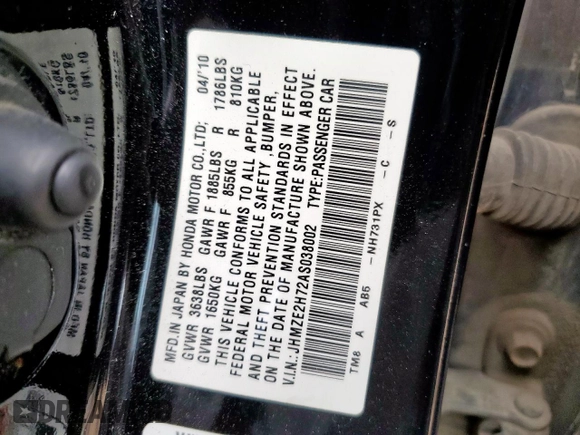 MFD.IN JAPAN BY HONDA MOTOR CO.,LTD; 04/'10
GVWR 3638LBS GAWR F 1885LBS R 1786LBS
GVWR 1650KG GAWR F 855KG R 810KG
THIS VEHICLE CONFORMS TO ALL APPLICABLE
FEDERAL MOTOR VEHICLE SAFETY ,BUMPER,
AND THEFT PREVENTION STANDARDS IN EFFECT
ON THE DATE OF MANUFACTURE SHOWN ABOVE.
V.I.N.:JHMZE2H72AS038002 TYPE:PASSENGER CAR
TM8 A AB5 -NH731PX -C -S